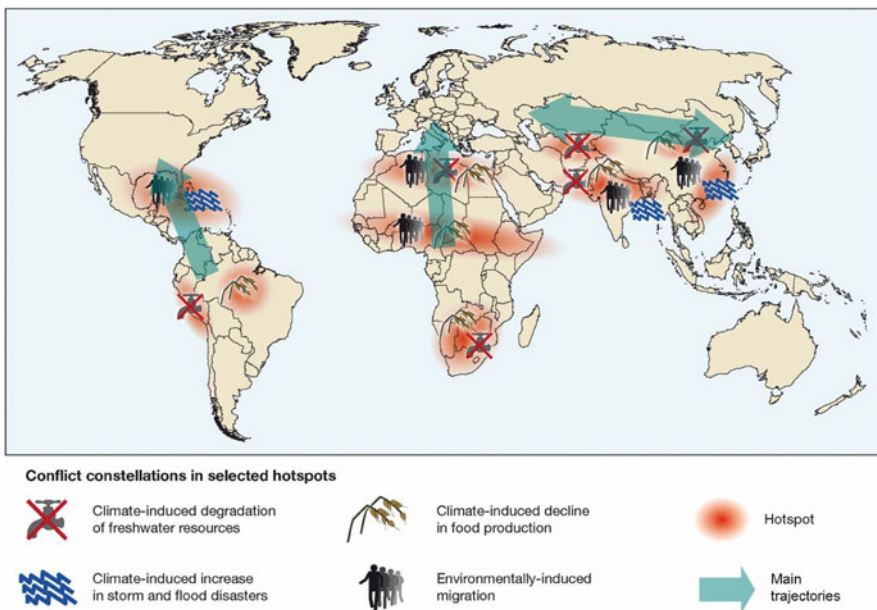 Conflict constellations in selected hotspots
Climate-induced degradation
of freshwater resources
Climate-induced decline
in food production
Hotspot
Climate-induced increase
in storm and flood disasters
Environmentally-induced
migration
Main
trajectories